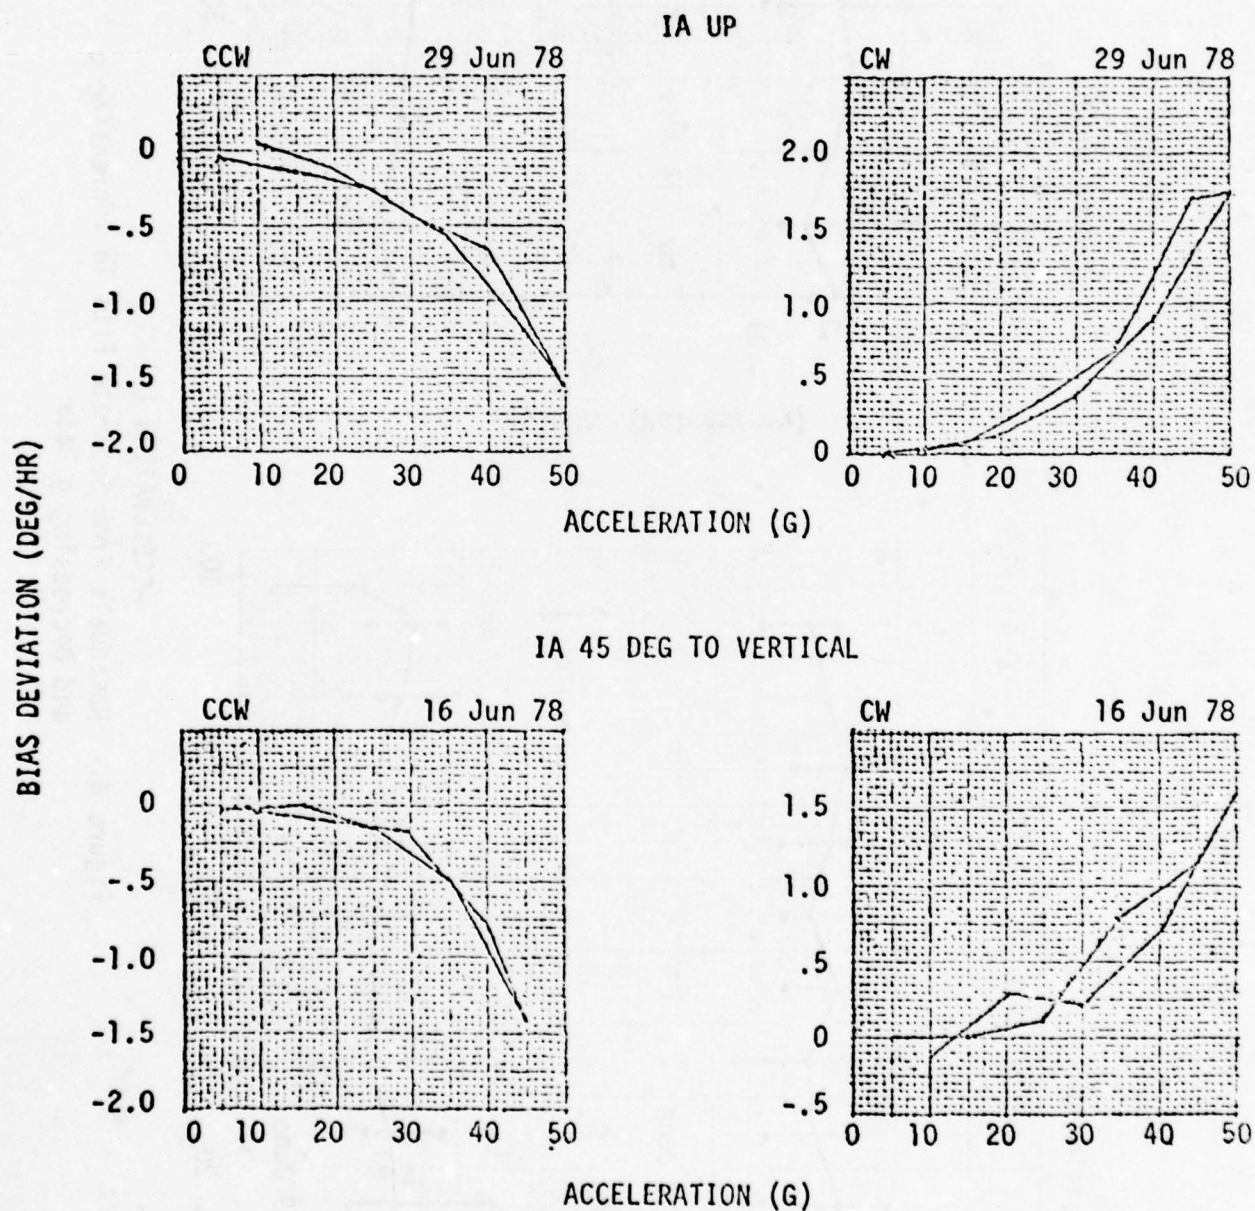 IA UP
CCW 29 Jun 78
CW 29 Jun 78
0
-.5
-1.0
-1.5
-2.0
0 10 20 30 40 50
2.0
1.5
1.0
.5
0
0 10 20 30 40 50
ACCELERATION (G)
BIAS DEVIATION (DEG/HR)
IA 45 DEG TO VERTICAL
CCW 16 Jun 78
CW 16 Jun 78
0
-.5
-1.0
-1.5
-2.0
0 10 20 30 40 50
1.5
1.0
.5
0
-.5
0 10 20 30 40 50
ACCELERATION (G)